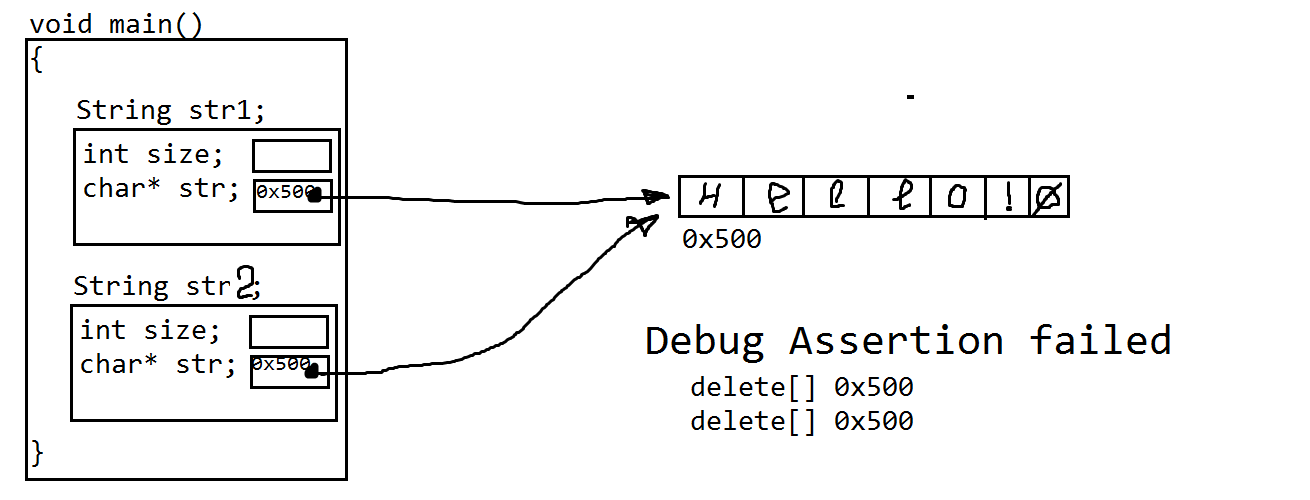 void main()
{
String str1;
int size;
char* str; 0x500
H e l l o ! 0
0x500
String str2;
int size;
char* str; 0x500
Debug Assertion failed
delete[] 0x500
delete[] 0x500
}